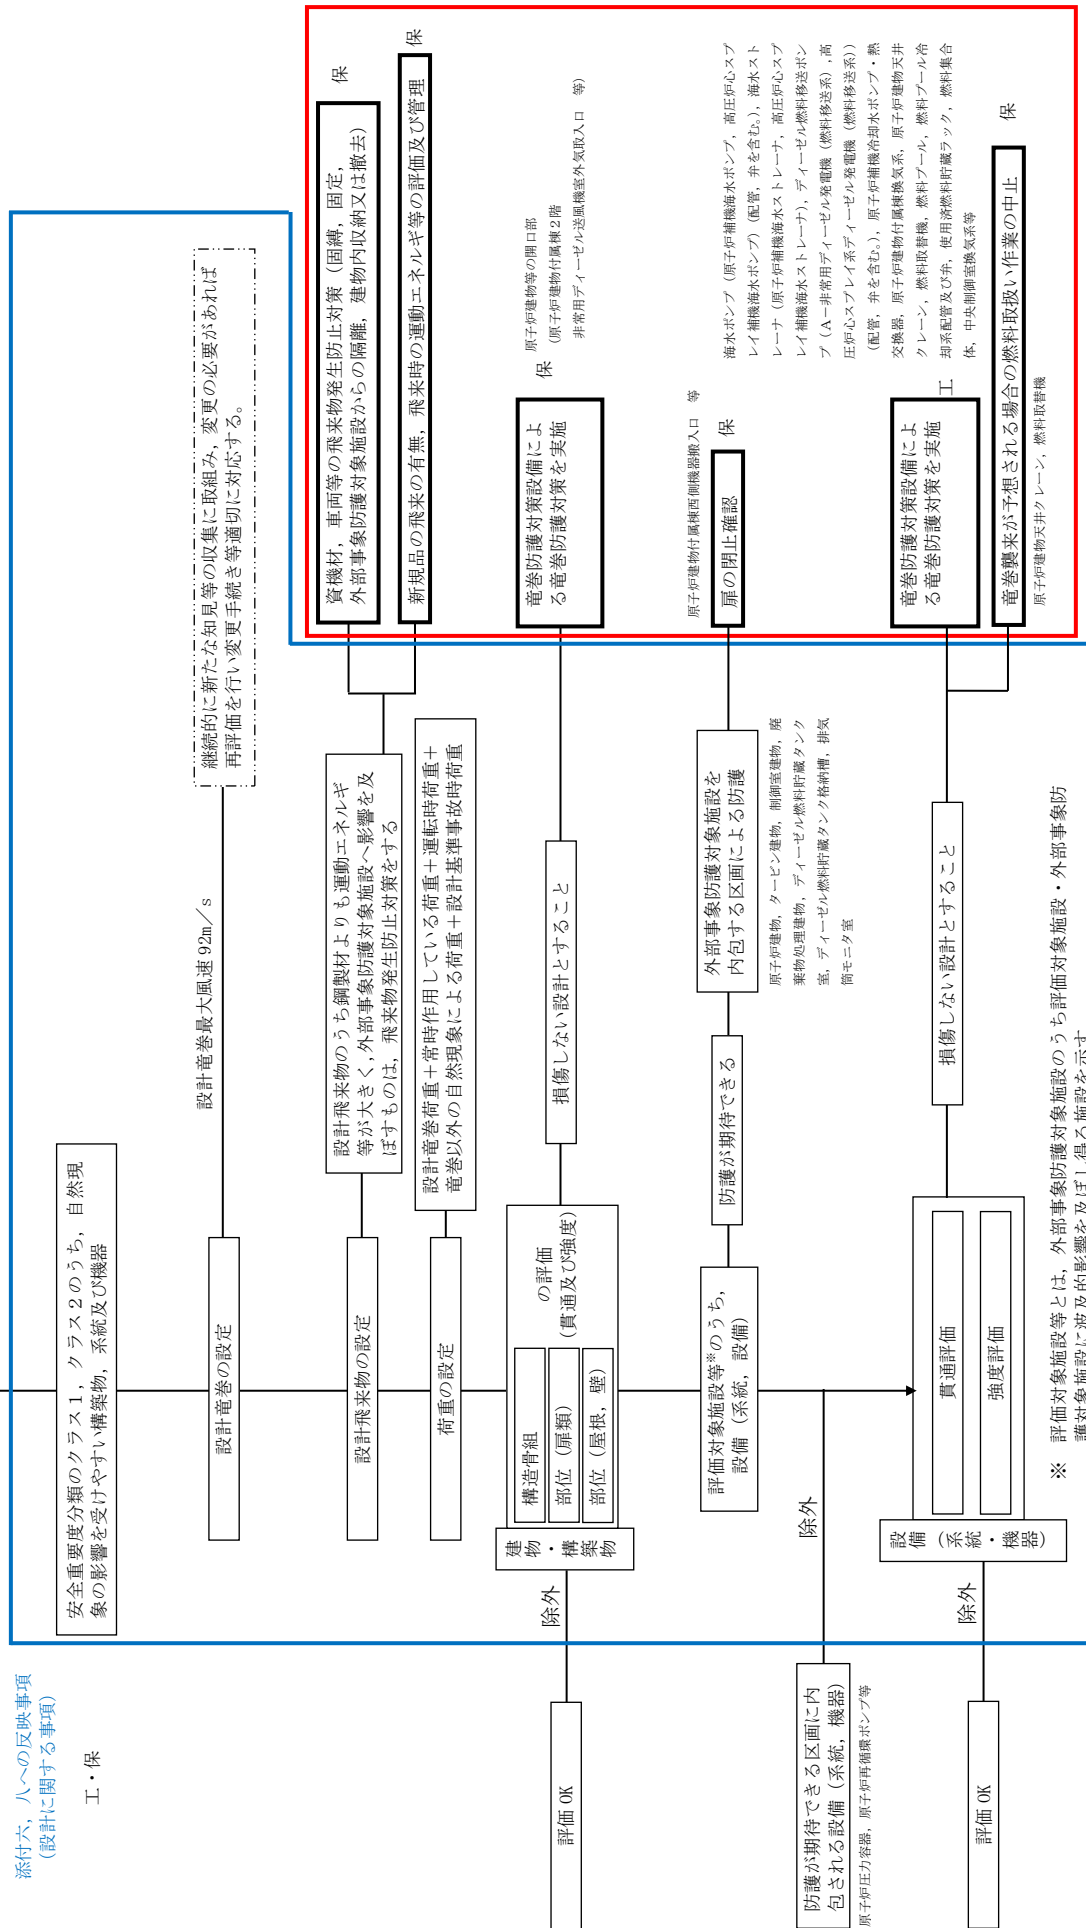 添付六，八への反映事項
（設計に関する事項）
工・保
安全重要度分類のクラス１，クラス２のうち，自然現
象の影響を受けやすい構築物，系統及び機器
設計竜巻の設定
設計竜巻最大風速 92m／s
継続的に新たな知見等の収集に取組み，変更の必要があれば
再評価を行い変更手続き等適切に対応する。
設計飛来物の設定
設計飛来物のうち鋼製材よりも運動エネルギ
等が大きく，外部事象防護対象施設へ影響を及
ぼすものは，飛来物発生防止対策をする
資機材，車両等の飛来物発生防止対策（固縛，固定，
外部事象防護対象施設からの隔離，建物内収納又は撤去）
保
新規品の飛来の有無，飛来時の運動エネルギ等の評価及び管理
保
荷重の設定
設計竜巻荷重＋常時作用している荷重＋運転時荷重＋
竜巻以外の自然現象による荷重＋設計基準事故時荷重
建物・構築物
構造骨組
部位（扉類）
部位（屋根，壁）
の評価
（貫通及び強度）
除外
評価 OK
損傷しない設計とすること
竜巻防護対策設備によ
る竜巻防護対策を実施
保
原子炉建物等の開口部
（原子炉建物付属棟２階
非常用ディーゼル送風機室外気取入口　等）
評価対象施設等※のうち，
設備（系統，設備）
防護が期待できる
外部事象防護対象施設を
内包する区画による防護
原子炉建物，タービン建物，制御室建物，廃
棄物処理建物，ディーゼル燃料貯蔵タンク
室，ディーゼル燃料貯蔵タンク格納槽，排気
筒モニタ室
原子炉建物付属棟西側機器搬入口　等
扉の閉止確認
保
除外
防護が期待できる区画に内
包される設備（系統，機器）
原子炉圧力容器，原子炉再循環ポンプ等
設備（系統・機器）
貫通評価
強度評価
除外
評価 OK
損傷しない設計とすること
竜巻防護対策設備によ
る竜巻防護対策を実施
工
海水ポンプ（原子炉補機海水ポンプ，高圧炉心スプ
レイ補機海水ポンプ）（配管，弁を含む。），海水スト
レーナ（原子炉補機海水ストレーナ，高圧炉心スプ
レイ補機海水ストレーナ），ディーゼル燃料移送ポン
プ（Ａ－非常用ディーゼル発電機（燃料移送系），高
圧炉心スプレイ系ディーゼル発電機（燃料移送系））
（配管，弁を含む。），原子炉補機冷却水ポンプ・熱
交換器，原子炉建物付属棟換気系，原子炉建物天井
クレーン，燃料取替機，燃料プール，燃料プール冷
却系配管及び弁，使用済燃料貯蔵ラック，燃料集合
体，中央制御室換気系等
竜巻襲来が予想される場合の燃料取扱い作業の中止
保
原子炉建物天井クレーン，燃料取替機
※　評価対象施設等とは，外部事象防護対象施設のうち評価対象施設・外部事象防
護対象施設に波及的影響を及ぼし得る施設を示す